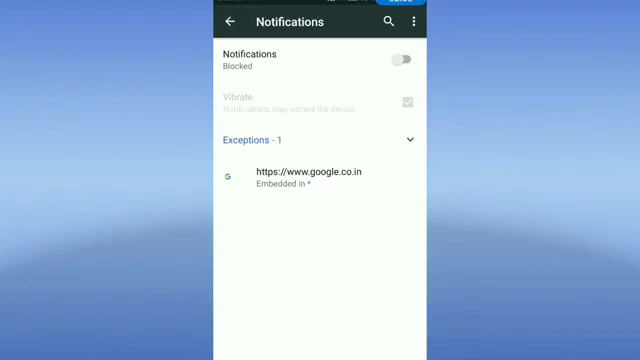 Notifications
Notifications
Blocked
Vibrate
Notifications may vibrate the device
Exceptions - 1
https://www.google.co.in
Embedded in *